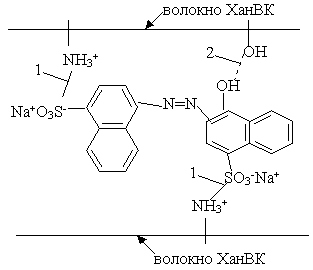 волокно ХанВК
NH₃⁺
2
OH
1
OH
Na⁺O₃S⁻
N=N
1
SO₃⁻Na⁺
NH₃⁺
волокно ХанВК